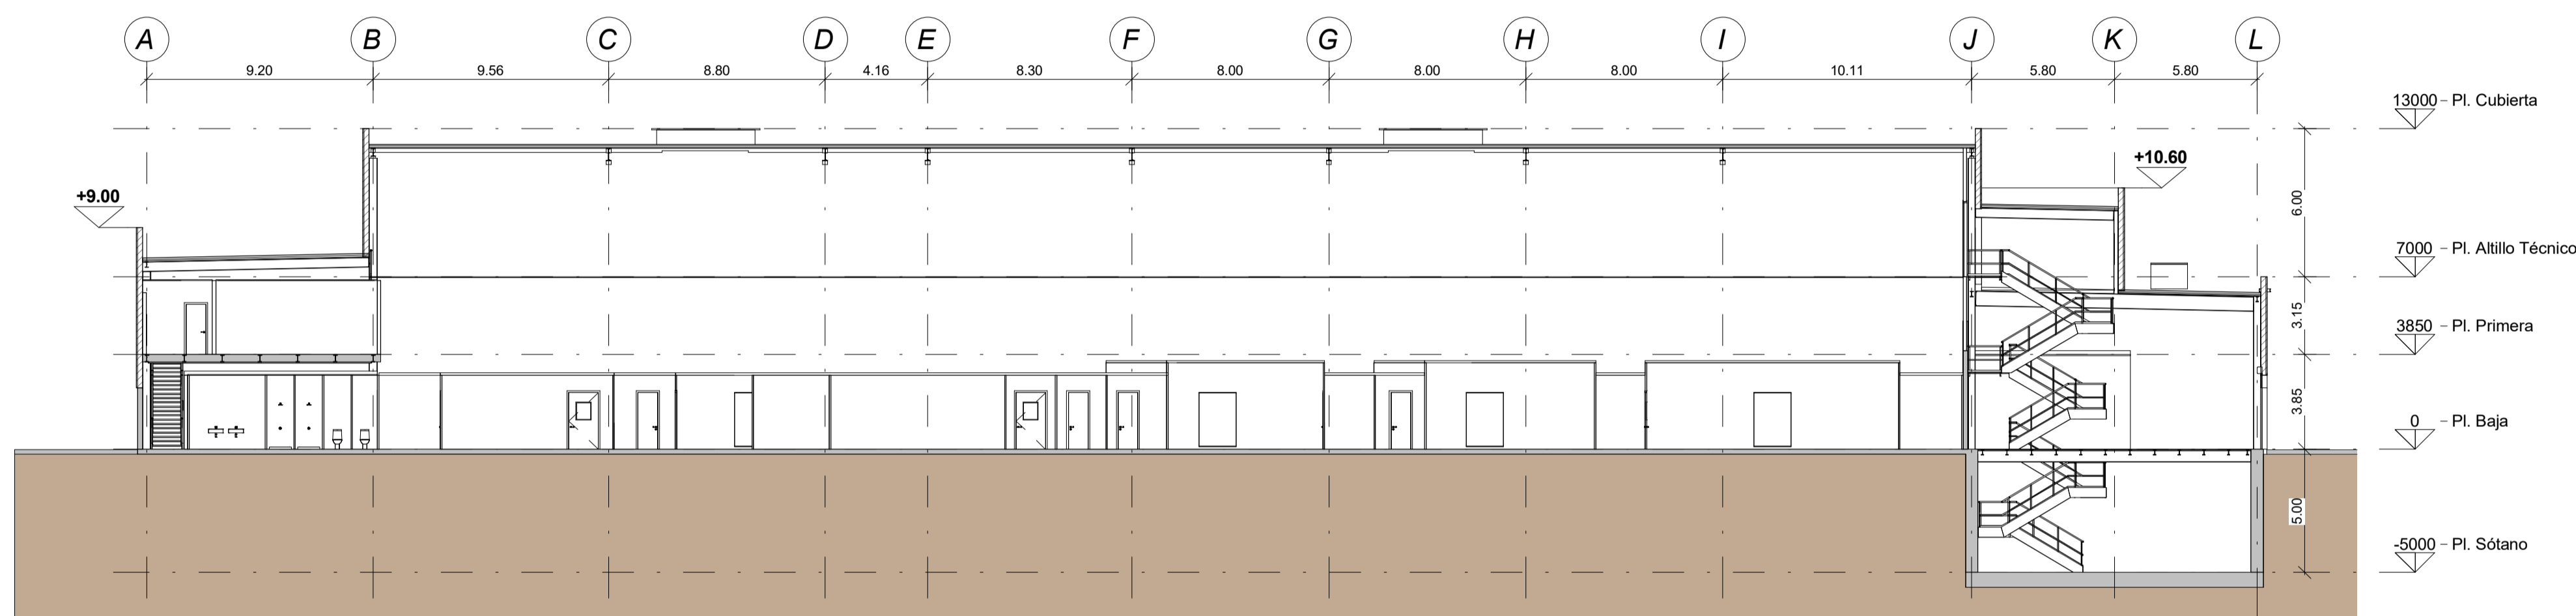 A B C D E F G H I J K L
9.20 9.56 8.80 4.16 8.30 8.00 8.00 8.00 10.11 5.80 5.80
13000 Pl. Cubierta
+10.60
+9.00
6.00
7000 Pl. Altillo Técnico
3.15
3850 Pl. Primera
3.85
0 Pl. Baja
5.00
-5000 Pl. Sótano